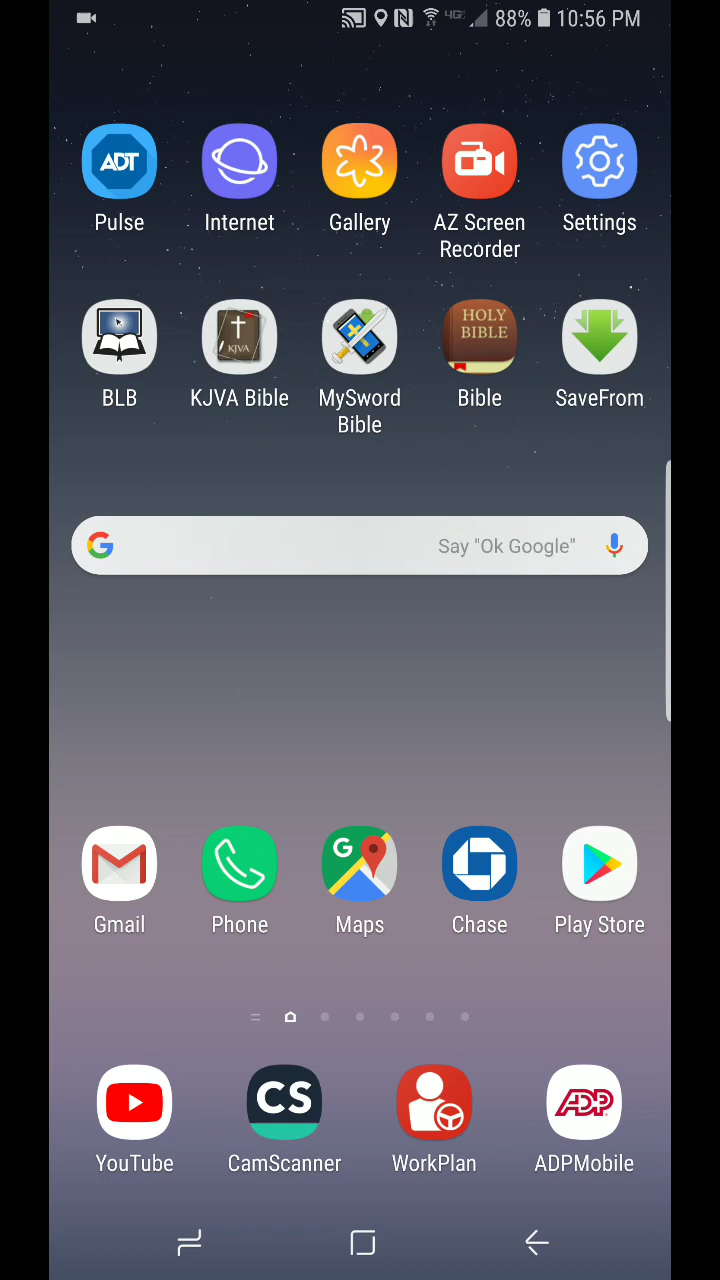 4G 88% 10:56 PM
ADT
Pulse Internet Gallery AZ Screen Settings
Recorder
HOLY
BIBLE
KJVA
BLB KJVA Bible MySword Bible SaveFrom
Bible
G Say "Ok Google"
G
Gmail Phone Maps Chase Play Store
CS ADP
YouTube CamScanner WorkPlan ADPMobile